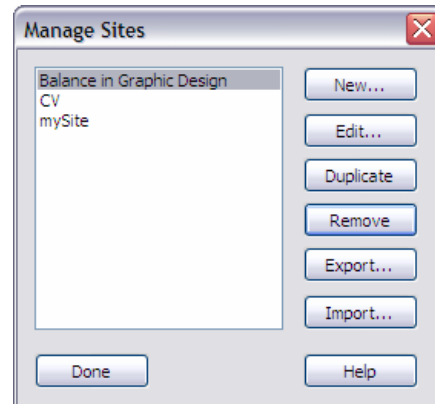 Manage Sites
Balance in Graphic Design
CV
mySite
New...
Edit...
Duplicate
Remove
Export...
Import...
Done
Help